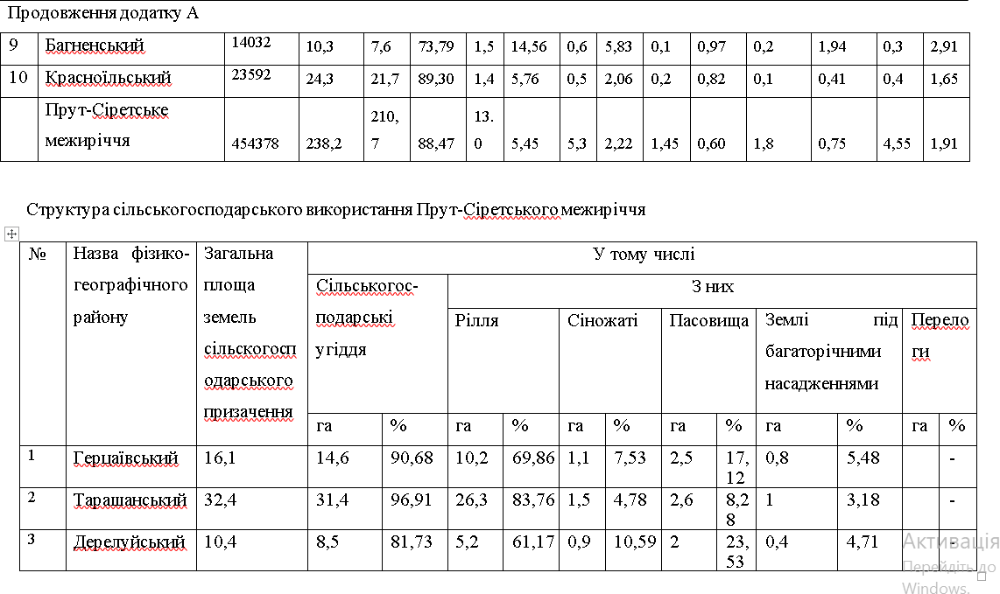 Продовження додатку А
9 Багненський 14032 10,3 7,6 73,79 1,5 14,56 0,6 5,83 0,1 0,97 0,2 1,94 0,3 2,91
10 Красноїльський 23592 24,3 21,7 89,30 1,4 5,76 0,5 2,06 0,2 0,82 0,1 0,41 0,4 1,65
Прут-Сіретське
межиріччя
454378 238,2
210,
7
88,47
13.
0
5,45 5,3 2,22 1,45 0,60 1,8 0,75 4,55 1,91
Структура сільськогосподарського використання Прут-Сіретського межиріччя
№
Назва фізико-
географічного
району
Загальна
площа
земель
сільскогосп
одарського
призачення
У тому числі
Сільськогос-
подарські
угіддя
З них
Рілля
Сіножаті
Пасовища
Землі під
багаторічними
насадженнями
Перело
ги
га % га % га % га % га % га %
1 Герцаївський 16,1 14,6 90,68 10,2 69,86 1,1 7,53 2,5 17,
12
0,8 5,48 -
2 Тарашанський 32,4 31,4 96,91 26,3 83,76 1,5 4,78 2,6 8,2
8
1 3,18 -
3 Дерелуйський 10,4 8,5 81,73 5,2 61,17 0,9 10,59 2 23,
53
0,4 4,71 -
Активація
Перейдіть до
Windows.